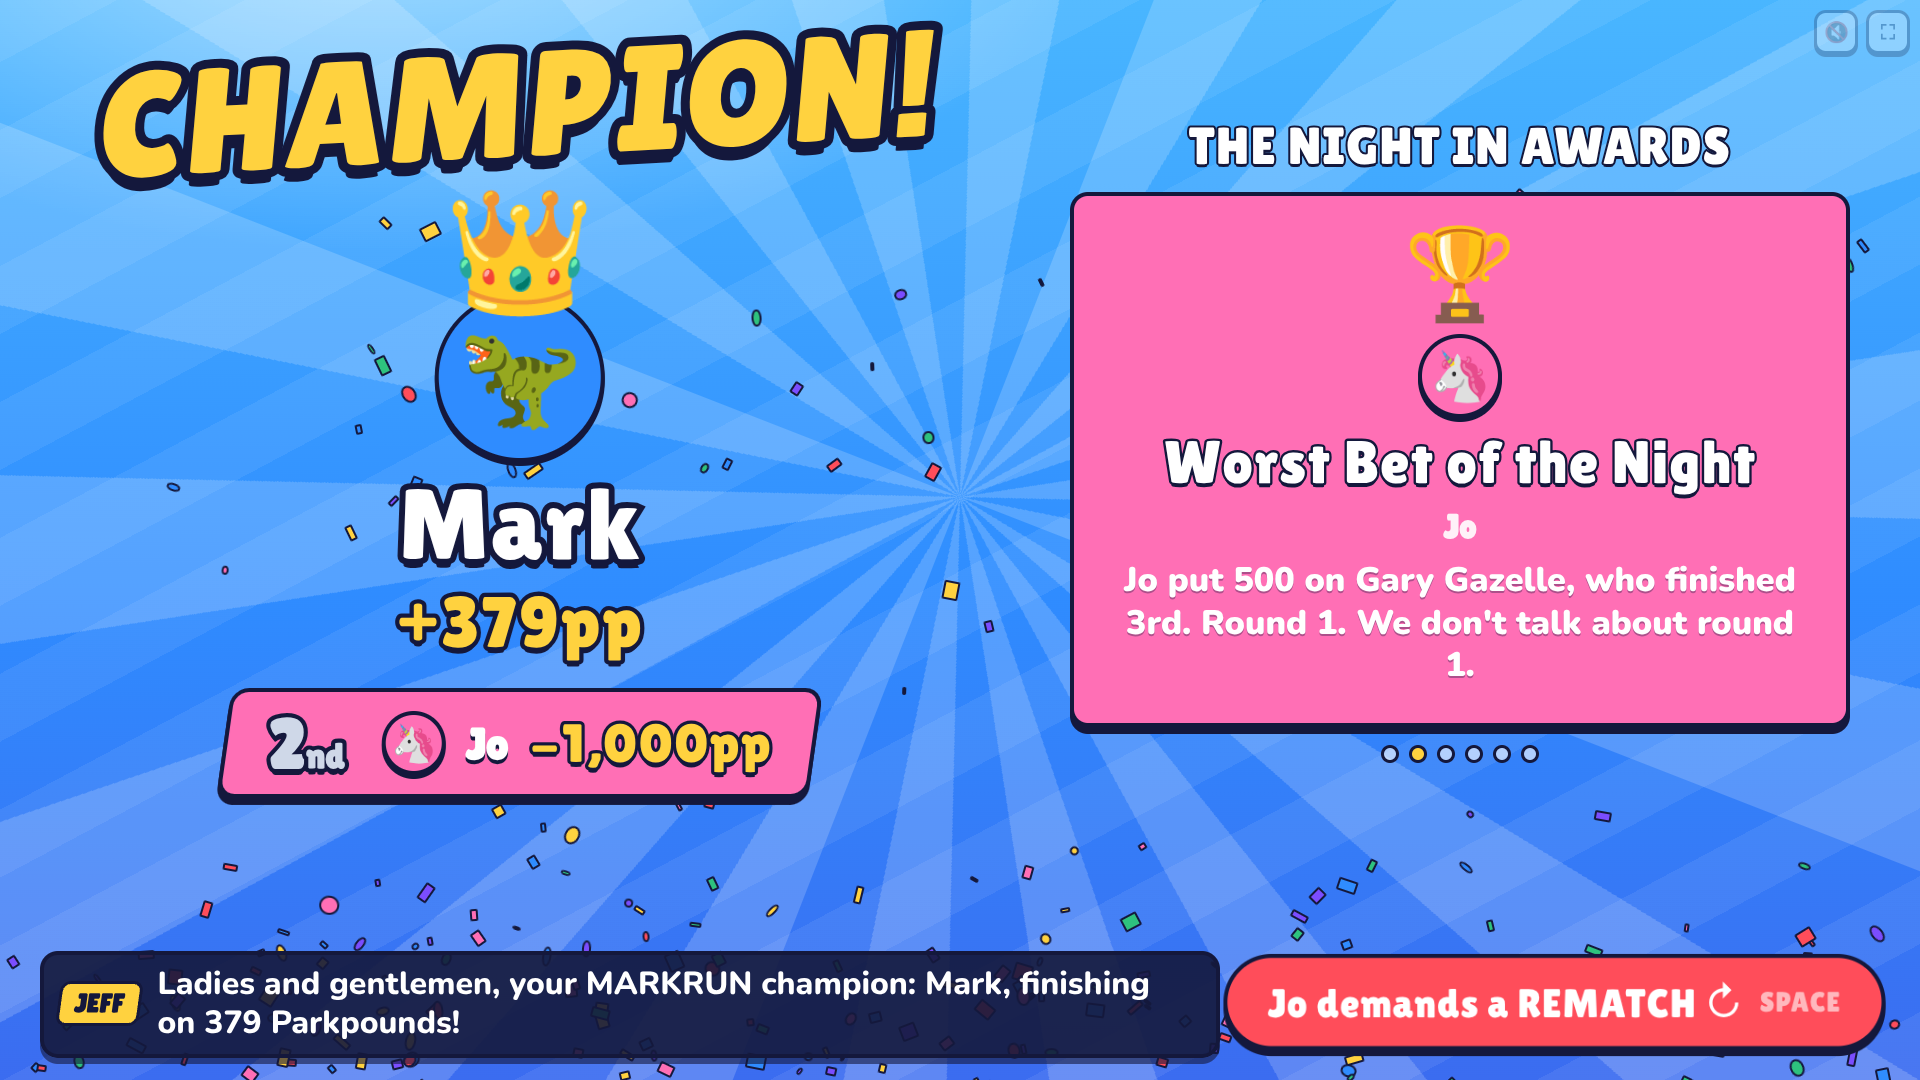 CHAMPION!
Mark
+379pp
2nd Jo -1,000pp
THE NIGHT IN AWARDS
Worst Bet of the Night
Jo
Jo put 500 on Gary Gazelle, who finished
3rd. Round 1. We don't talk about round
1.
JEFF
Ladies and gentlemen, your MARKRUN champion: Mark, finishing
on 379 Parkpounds!
Jo demands a REMATCH SPACE